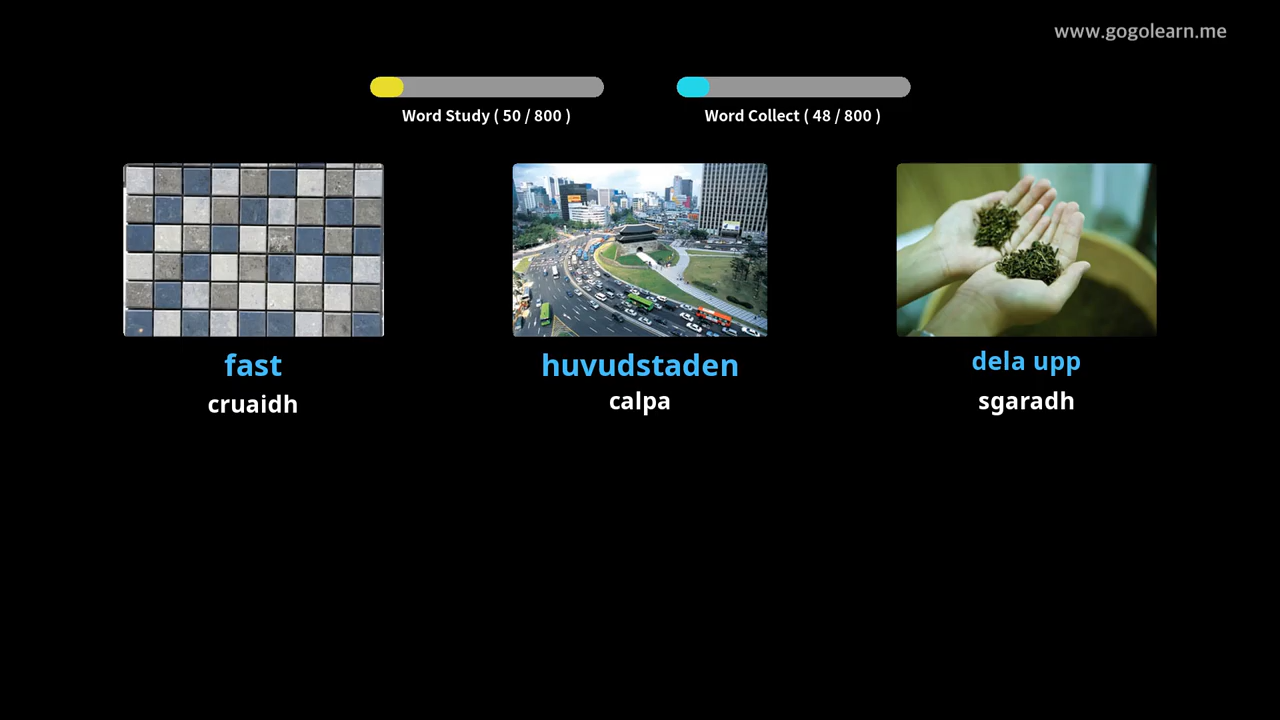 www.gogolearn.me
Word Study ( 50 / 800 )
Word Collect ( 48 / 800 )
fast
cruaidh
huvudstaden
calpa
dela upp
sgaradh